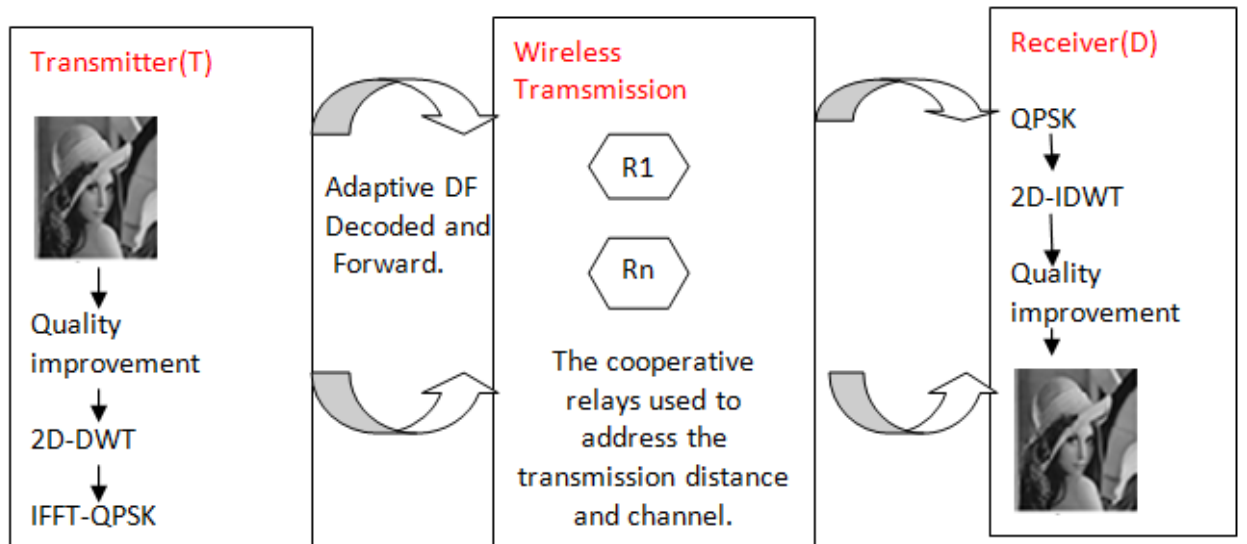 Transmitter(T)
Quality
improvement
2D-DWT
IFFT-QPSK
Adaptive DF
Decoded and
Forward.
Wireless
Tramsmission
R1
Rn
The cooperative
relays used to
address the
transmission distance
and channel.
Receiver(D)
QPSK
2D-IDWT
Quality
improvement